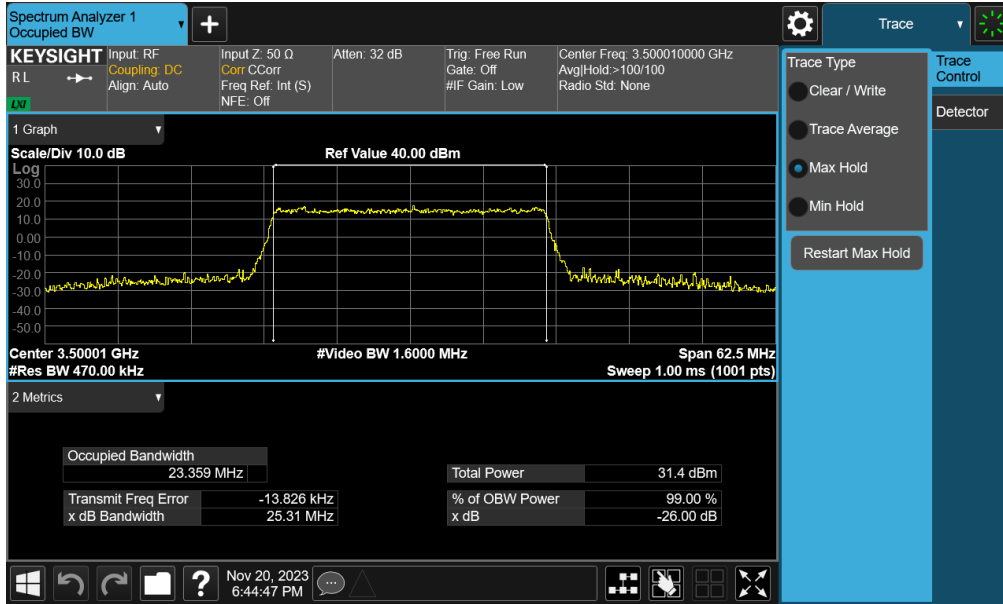 Spectrum Analyzer 1
Occupied BW
Trace
KEYSIGHT
RL
LXI
Input: RF
Coupling: DC
Align: Auto
Input Z: 50 Ω
Corr CCorr
Freq Ref: Int (S)
NFE: Off
Atten: 32 dB
Trig: Free Run
Gate: Off
#IF Gain: Low
Center Freq: 3.500010000 GHz
Avg|Hold:>100/100
Radio Std: None
Trace Type
Clear / Write
Trace Average
Max Hold
Min Hold
Restart Max Hold
Trace
Control
Detector
1 Graph
Scale/Div 10.0 dB
Ref Value 40.00 dBm
Log
30.0
20.0
10.0
0.00
-10.0
-20.0
-30.0
-40.0
-50.0
Center 3.50001 GHz
#Video BW 1.6000 MHz
Span 62.5 MHz
#Res BW 470.00 kHz
Sweep 1.00 ms (1001 pts)
2 Metrics
Occupied Bandwidth
23.359 MHz
Total Power 31.4 dBm
Transmit Freq Error -13.826 kHz
% of OBW Power 99.00 %
x dB Bandwidth 25.31 MHz
x dB -26.00 dB
?
Nov 20, 2023
6:44:47 PM